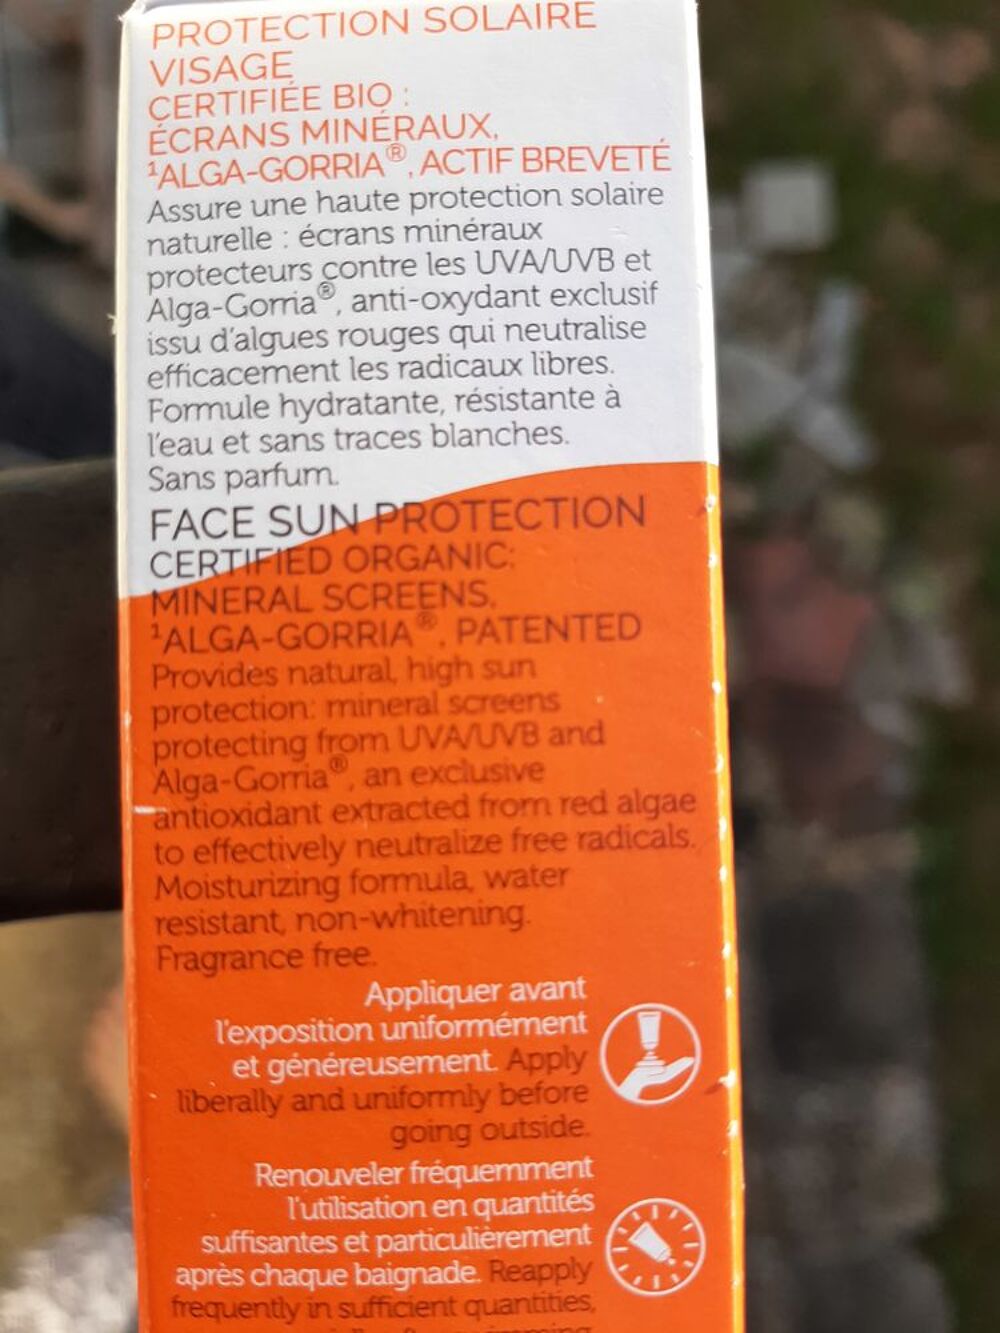 PROTECTION SOLAIRE
VISAGE
CERTIFIÉE BIO :
ÉCRANS MINÉRAUX,
¹ALGA-GORRIA®, ACTIF BREVETÉ
Assure une haute protection solaire
naturelle : écrans minéraux
protecteurs contre les UVA/UVB et
Alga-Gorria®, anti-oxydant exclusif
issu d'algues rouges qui neutralise
efficacement les radicaux libres.
Formule hydratante, résistante à
l'eau et sans traces blanches.
Sans parfum.
FACE SUN PROTECTION
CERTIFIED ORGANIC:
MINERAL SCREENS,
¹ALGA-GORRIA®, PATENTED
Provides natural, high sun
protection: mineral screens
protecting from UVA/UVB and
Alga-Gorria®, an exclusive
antioxidant extracted from red algae
to effectively neutralize free radicals.
Moisturizing formula, water
resistant, non-whitening.
Fragrance free.
Appliquer avant
l'exposition uniformément
et généreusement. Apply
liberally and uniformly before
going outside.
Renouveler fréquemment
l'utilisation en quantités
suffisantes et particulièrement
après chaque baignade. Reapply
frequently in sufficient quantities,